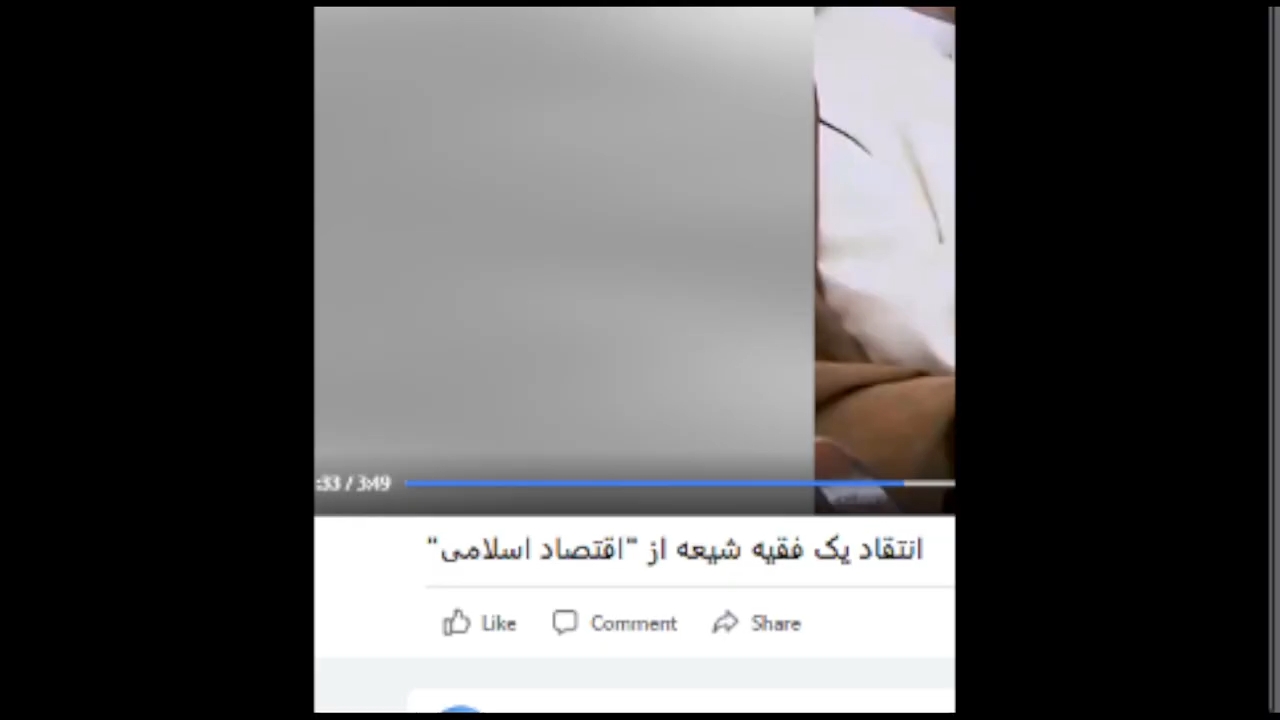 :33 / 3:49
انتقاد یک فقیه شیعه از "اقتصاد اسلامی"
Like Comment Share